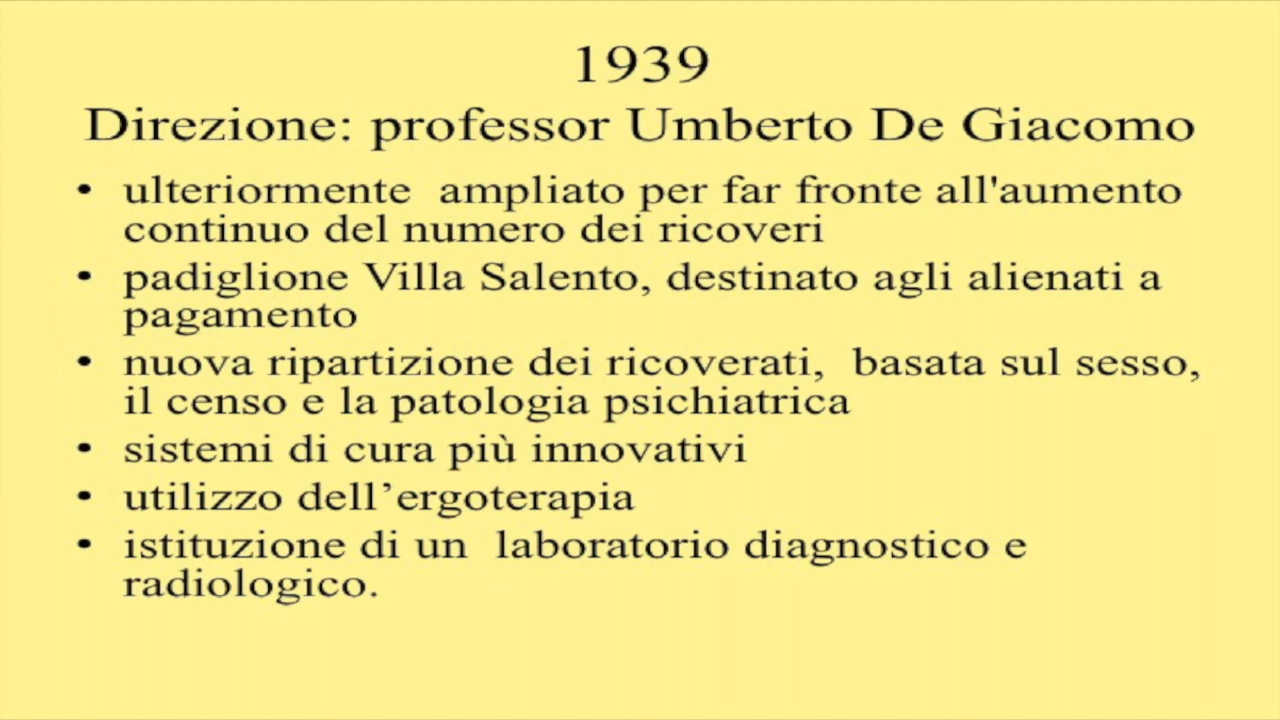 1939
Direzione: professor Umberto De Giacomo
• ulteriormente ampliato per far fronte all'aumento
continuo del numero dei ricoveri
• padiglione Villa Salento, destinato agli alienati a
pagamento
• nuova ripartizione dei ricoverati, basata sul sesso,
il censo e la patologia psichiatrica
• sistemi di cura più innovativi
• utilizzo dell’ergoterapia
• istituzione di un laboratorio diagnostico e
radiologico.